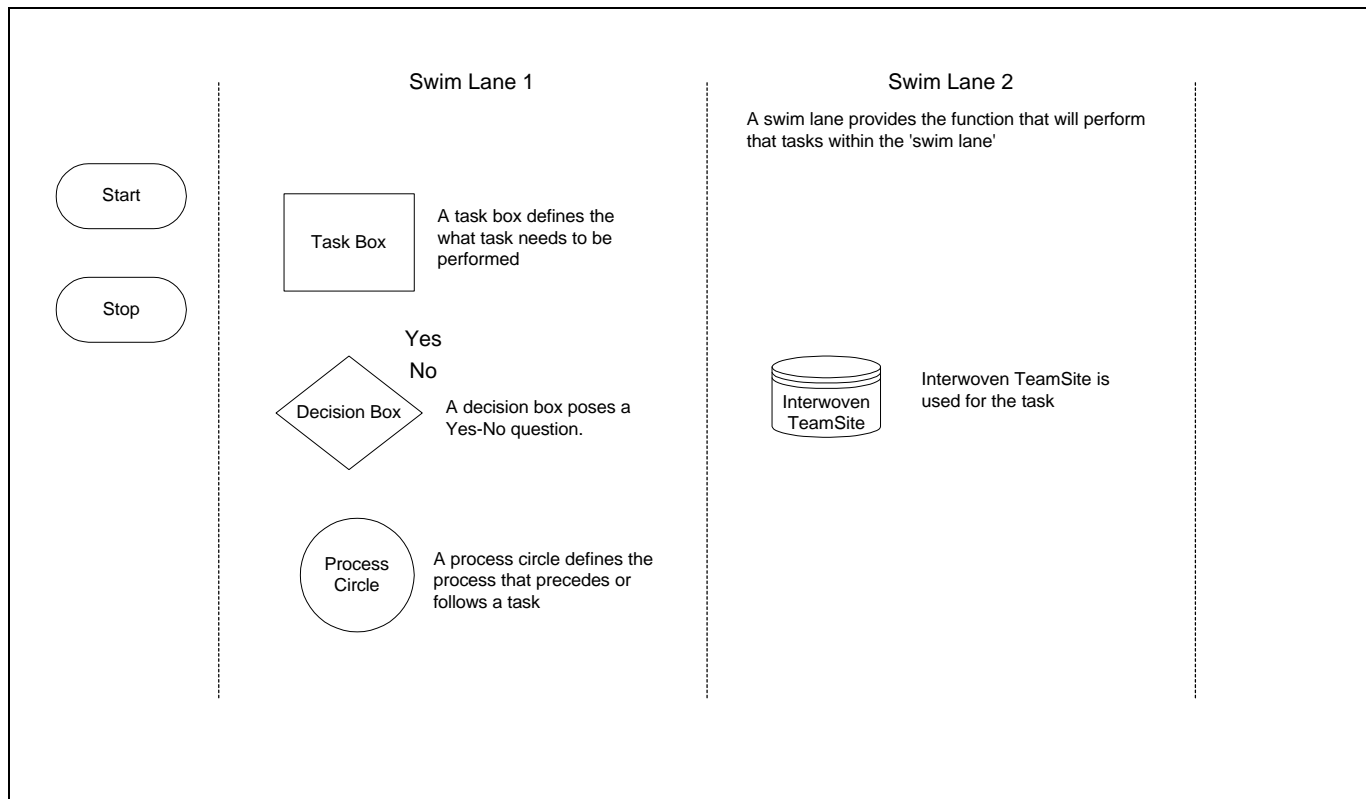 Start
Stop
Swim Lane 1
Task Box
A task box defines the
what task needs to be
performed
Yes
No
Decision Box
A decision box poses a
Yes-No question.
Process
Circle
A process circle defines the
process that precedes or
follows a task
Swim Lane 2
A swim lane provides the function that will perform
that tasks within the 'swim lane'
Interwoven
TeamSite
Interwoven TeamSite is
used for the task